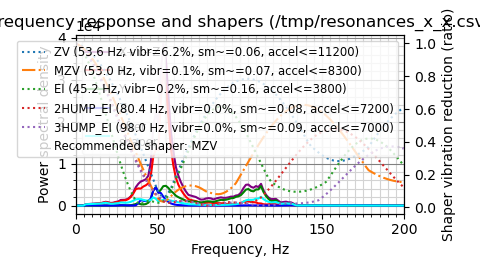 requency response and shapers (/tmp/resonances_x_x.csv
1e4
ZV (53.6 Hz, vibr=6.2%, sm~=0.06, accel<=11200)
MZV (53.0 Hz, vibr=0.1%, sm~=0.07, accel<=8300)
EI (45.2 Hz, vibr=0.2%, sm~=0.16, accel<=3800)
2HUMP_EI (80.4 Hz, vibr=0.0%, sm~=0.08, accel<=7200)
3HUMP_EI (98.0 Hz, vibr=0.0%, sm~=0.09, accel<=7000)
Recommended shaper: MZV
Power spectral density
4
1
0
0 50 100 150 200
Frequency, Hz
1.0
0.8
0.6
0.4
0.2
0.0
Shaper vibration reduction (ratio)